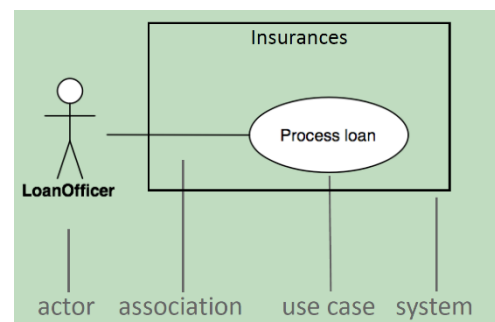 Insurances
Process loan
LoanOfficer
actor association use case system